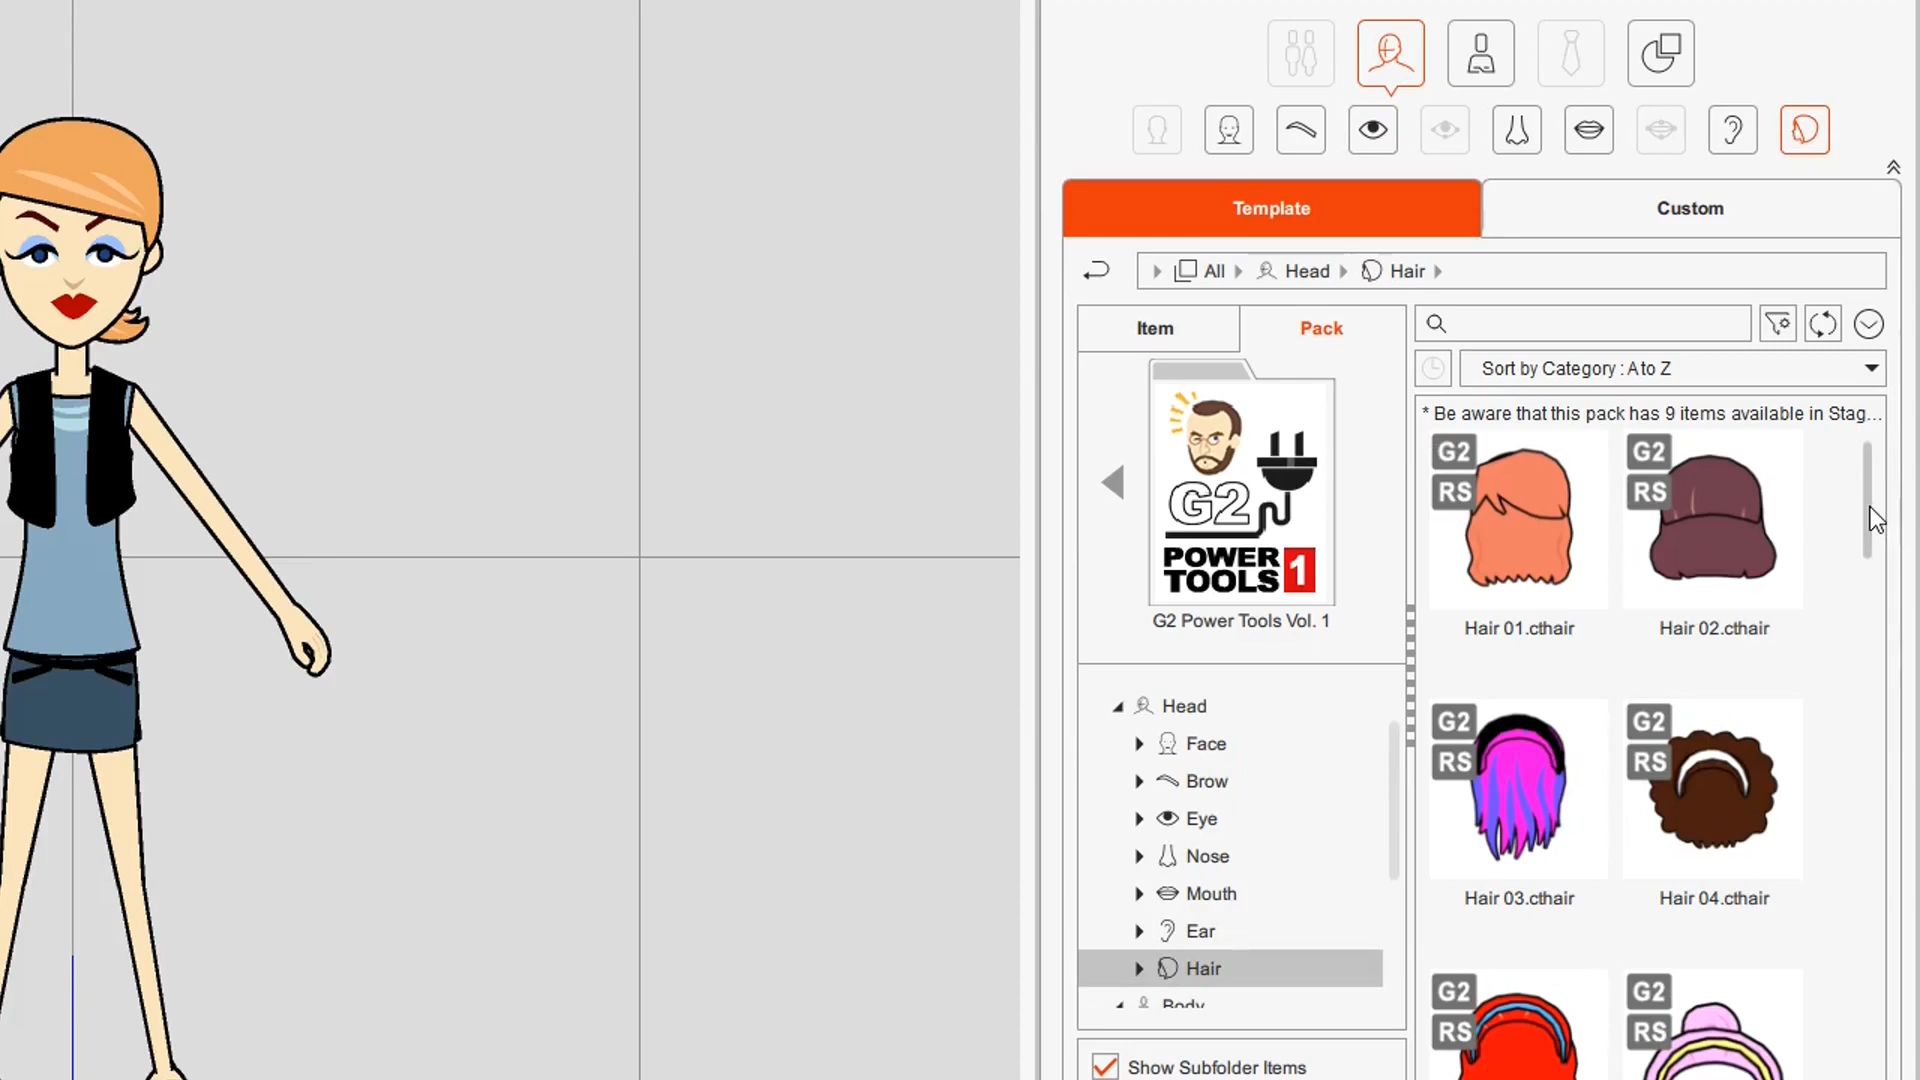 Template
Custom
All
Head
Hair
Item
Pack
Sort by Category : A to Z
* Be aware that this pack has 9 items available in Stag...
G2
POWER
TOOLS 1
G2 Power Tools Vol. 1
G2
RS
Hair 01.cthair
G2
RS
Hair 02.cthair
Head
Face
Brow
Eye
Nose
Mouth
Ear
Hair
Body
G2
RS
Hair 03.cthair
G2
RS
Hair 04.cthair
G2
RS
G2
RS
Show Subfolder Items